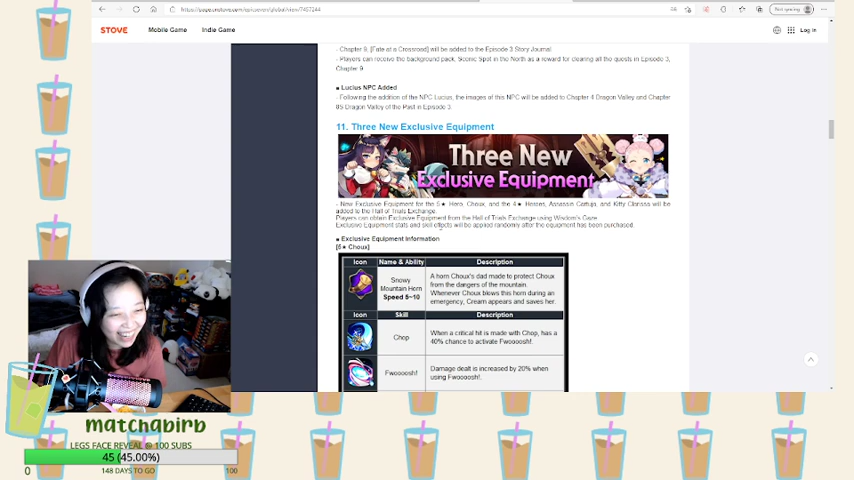 https://page.onstove.com/epicseven/global/view/7457244
STOVE
Mobile Game
Indie Game
Log in
- Chapter 9, [Fate at a Crossroad] will be added to the Episode 3 Story Journal.
- Players can receive the background pack, Scenic Spot in the North as a reward for clearing all the quests in Episode 3,
Chapter 9
■ Lucius NPC Added
- Following the addition of the NPC Lucius, the images of this NPC will be added to Chapter 4 Dragon Valley and Chapter
8S Dragon Valley of the Past in Episode 3.
11. Three New Exclusive Equipment
Three New
Exclusive Equipment
- New Exclusive Equipment for the 5★ Hero, Choux, and the 4★ Heroes, Assassin Cartuja, and Kitty Clarissa will be
added to the Hall of Trials Exchange.
Players can obtain Exclusive Equipment from the Hall of Trials Exchange using Wisdom's Gaze.
Exclusive Equipment stats and skill effects will be applied randomly after the equipment has been purchased.
■ Exclusive Equipment Information
[5★ Choux]
Icon Name & Ability Description
Snowy
Mountain Horn
Speed 5~10
A horn Choux's dad made to protect Choux
from the dangers of the mountain.
Whenever Choux blows this horn during an
emergency, Cream appears and saves her.
Icon Skill Description
Chop
When a critical hit is made with Chop, has a
40% chance to activate Fwoooosh!.
Fwoooosh!
Damage dealt is increased by 20% when
using Fwoooosh!.
matchabirb
LEGS FACE REVEAL @ 100 SUBS
45 (45.00%)
0 148 DAYS TO GO 100